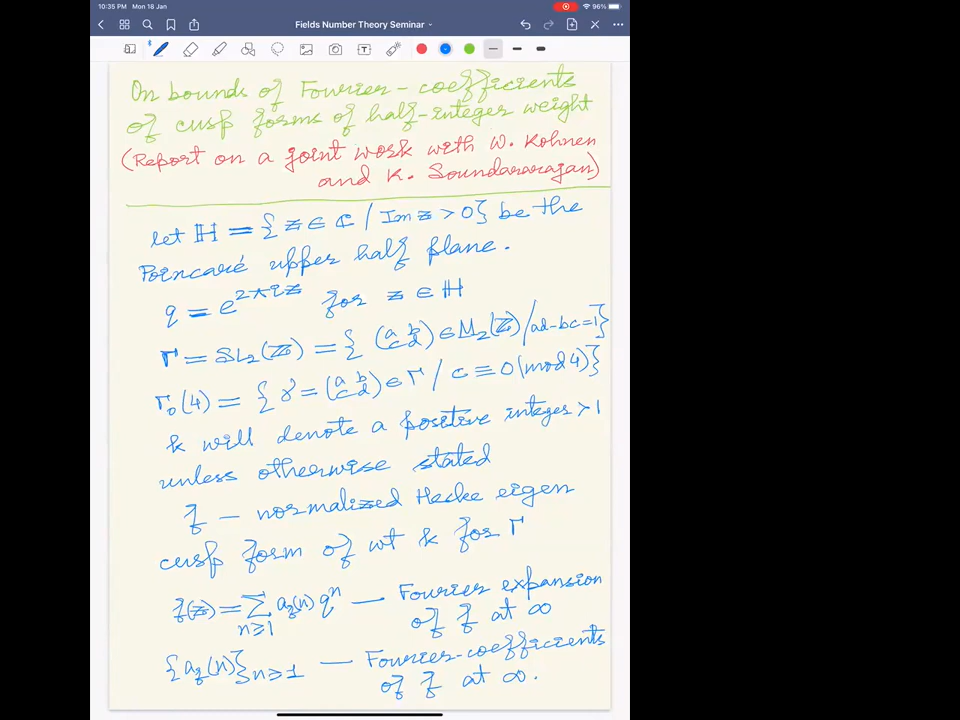 10:35 PM Mon 18 Jan
96%
Fields Number Theory Seminar
On bounds of Fourier-coefficients
of cusp forms of half-integer weight
(Report on a joint work with W. Kohnen
and K. Soundararajan)
let ℍ = {z ∈ ℂ / Im z > 0} be the
Poincaré upper half plane.
q = e^{2πiz} for z ∈ ℍ
Γ = SL₂(ℤ) = { (a b c d) ∈ M₂(ℤ) / ad-bc=1}
Γ₀(4) = { γ = (a b c d) ∈ Γ / c ≡ 0 (mod 4)}
k will denote a positive integer >1
unless otherwise stated
f — normalized Hecke eigen
cusp form of wt k for Γ
f(z) = ∑_{n≥1} a_f(n) q^n — Fourier expansion
of f at ∞
{a_f(n)}_{n≥1} — Fourier-coefficients
of f at ∞.